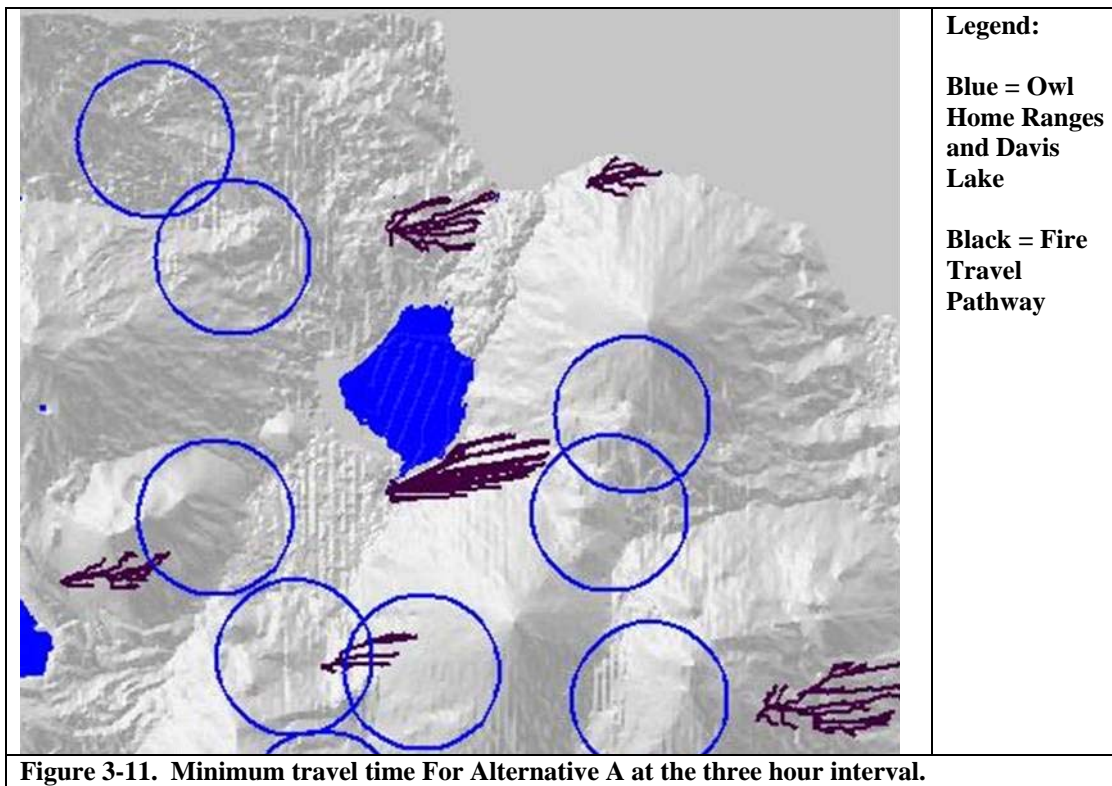 Legend:
Blue = Owl
Home Ranges
and Davis
Lake
Black = Fire
Travel
Pathway
Figure 3-11. Minimum travel time For Alternative A at the three hour interval.